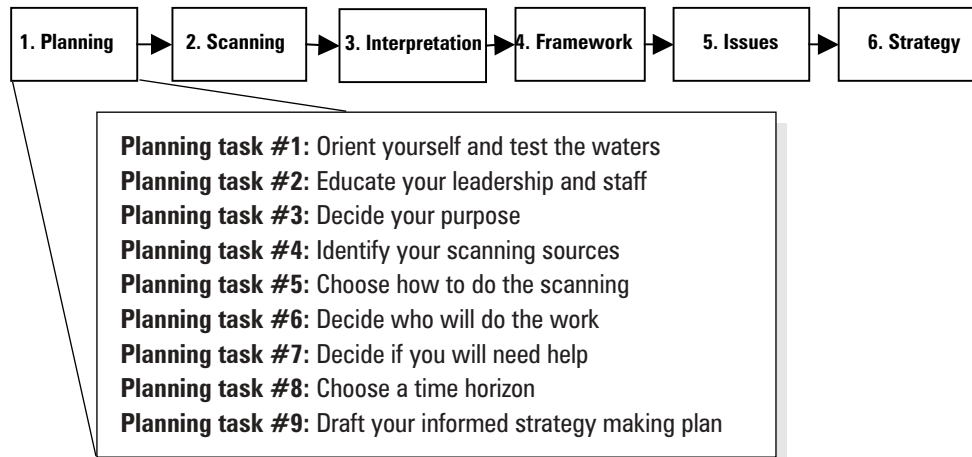 1. Planning
2. Scanning
3. Interpretation
4. Framework
5. Issues
6. Strategy
Planning task #1: Orient yourself and test the waters
Planning task #2: Educate your leadership and staff
Planning task #3: Decide your purpose
Planning task #4: Identify your scanning sources
Planning task #5: Choose how to do the scanning
Planning task #6: Decide who will do the work
Planning task #7: Decide if you will need help
Planning task #8: Choose a time horizon
Planning task #9: Draft your informed strategy making plan